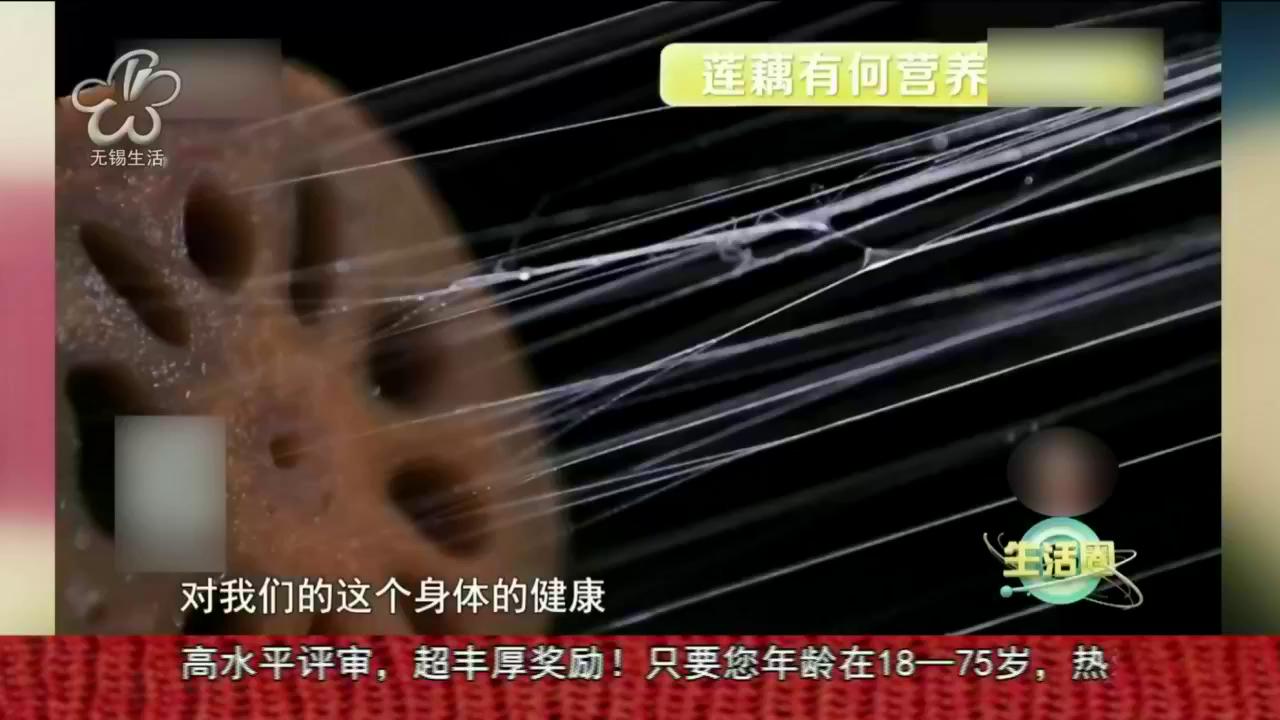 莲藕有何营养
无锡生活
生活圈
对我们的这个身体的健康
高水平评审，超丰厚奖励！只要您年龄在18—75岁，热